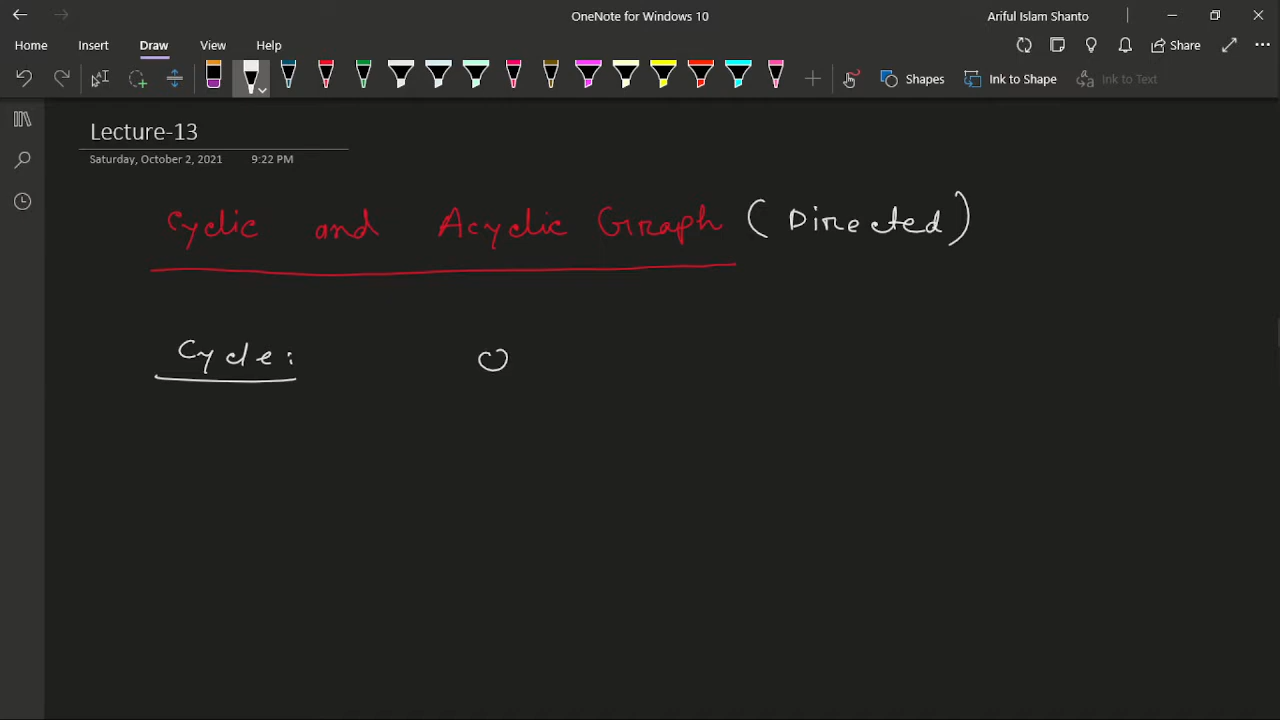 OneNote for Windows 10
Ariful Islam Shanto
Home Insert Draw View Help
Share
Shapes Ink to Shape Ink to Text
Lecture-13
Saturday, October 2, 2021 9:22 PM
Cyclic and Acyclic Graph (Directed)
Cycle: